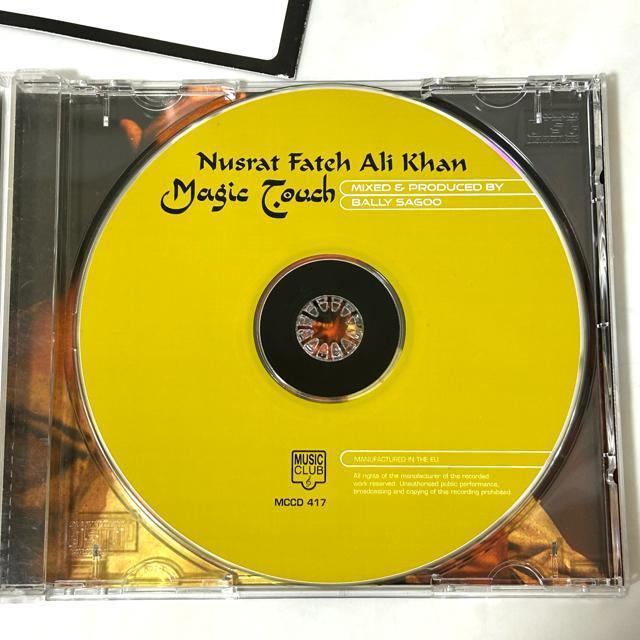 Nusrat Fateh Ali Khan
Magic Touch
MIXED & PRODUCED BY
BALLY SAGOO
MUSIC
CLUB
MCCD 417
MANUFACTURED IN THE EU
All rights of the manufacturer of the recorded
work reserved. Unauthorised public performance,
broadcasting and copying of this recording prohibited.